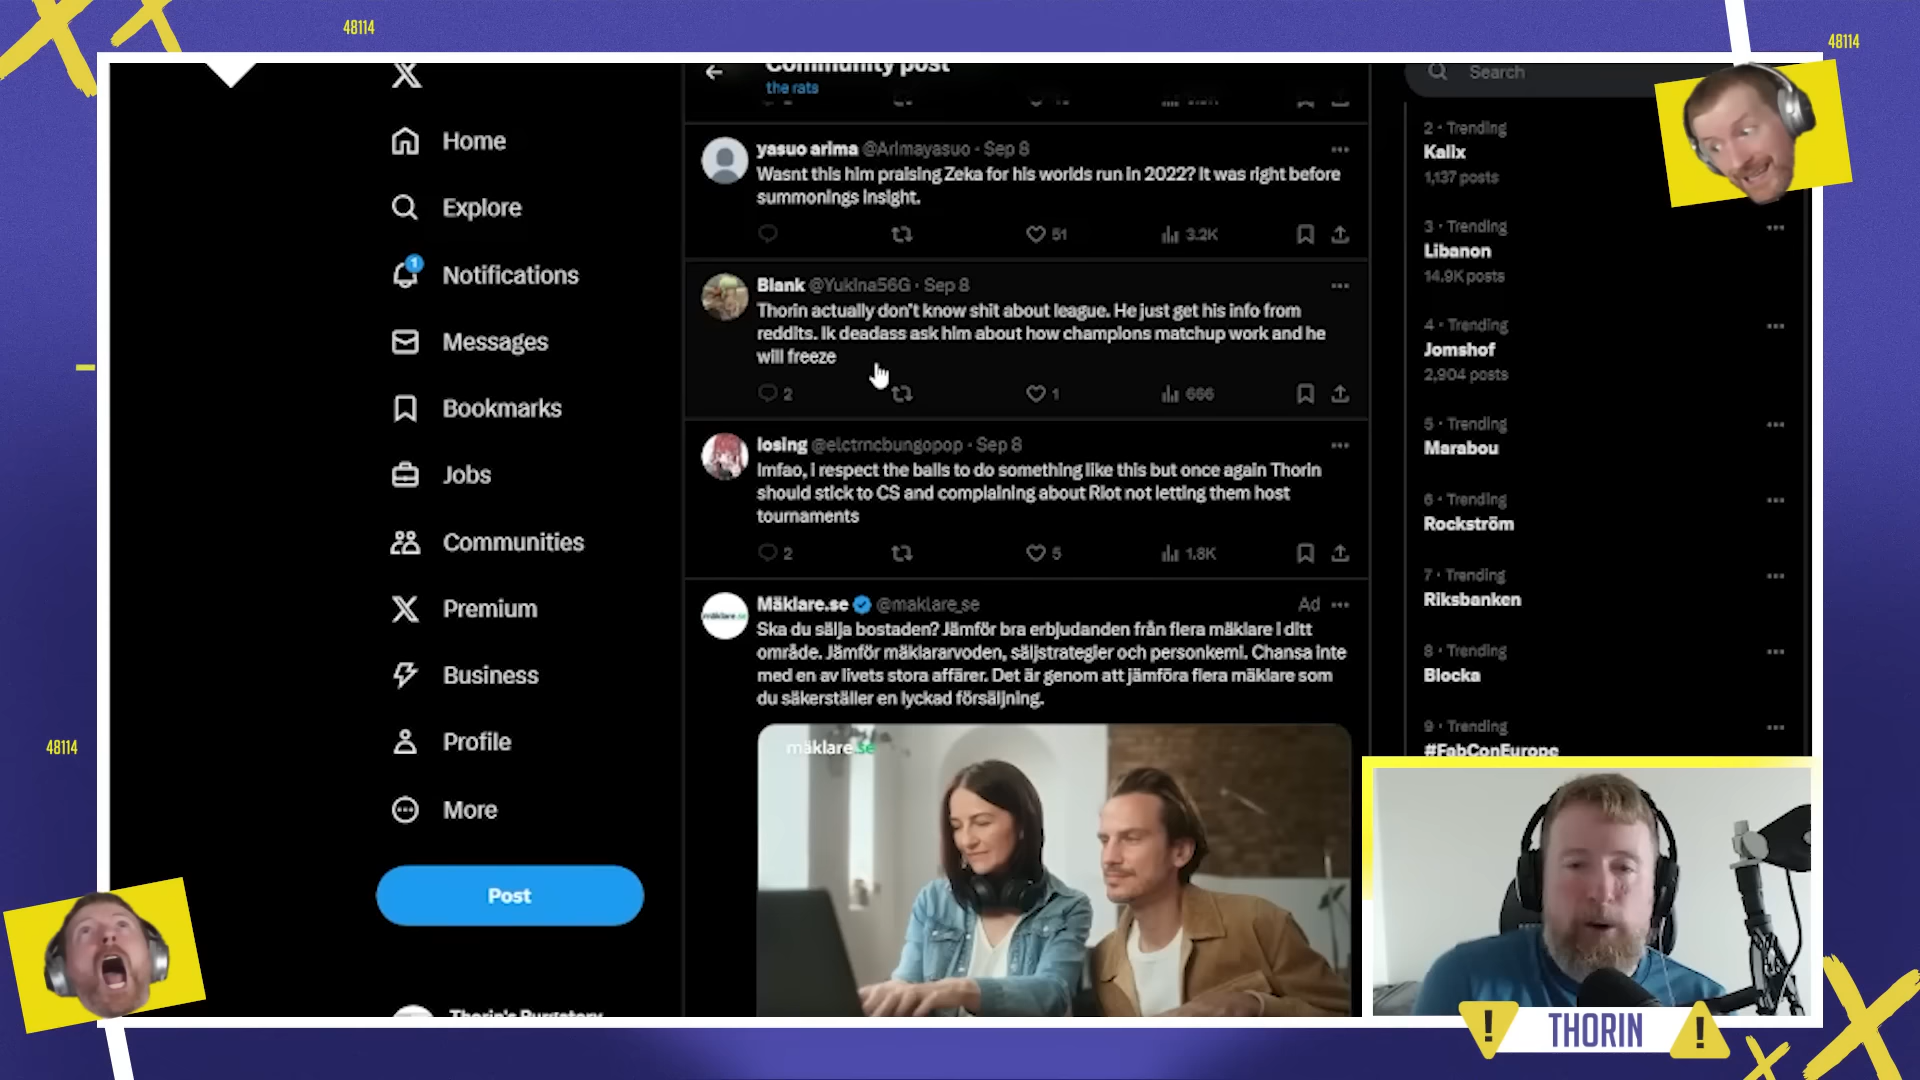 48114
48114
Community post
the rats
Search
Home
Explore
1
Notifications
Messages
Bookmarks
Jobs
Communities
Premium
Business
Profile
More
Post
Thorin's Purgatory
yasuo arima @Arimayasuo · Sep 8
Wasnt this him praising Zeka for his worlds run in 2022? It was right before
summonings insight.
51 3.2K
Blank @Yukina56G · Sep 8
Thorin actually don't know shit about league. He just get his info from
reddits. Ik deadass ask him about how champions matchup work and he
will freeze
2 1 666
losing @elctrncbungopop · Sep 8
lmfao, i respect the balls to do something like this but once again Thorin
should stick to CS and complaining about Riot not letting them host
tournaments
2 5 1.8K
Mäklare.se @maklare_se Ad
Ska du sälja bostaden? Jämför bra erbjudanden från flera mäklare i ditt
område. Jämför mäklararvoden, säljstrategier och personkemi. Chansa inte
med en av livets stora affärer. Det är genom att jämföra flera mäklare som
du säkerställer en lyckad försäljning.
mäklare.se
2 · Trending
Kalix
1,137 posts
3 · Trending
Libanon
14.9K posts
4 · Trending
Jomshof
2,904 posts
5 · Trending
Marabou
6 · Trending
Rockström
7 · Trending
Riksbanken
8 · Trending
Blocka
9 · Trending
#FabConEurope
48114
! THORIN !